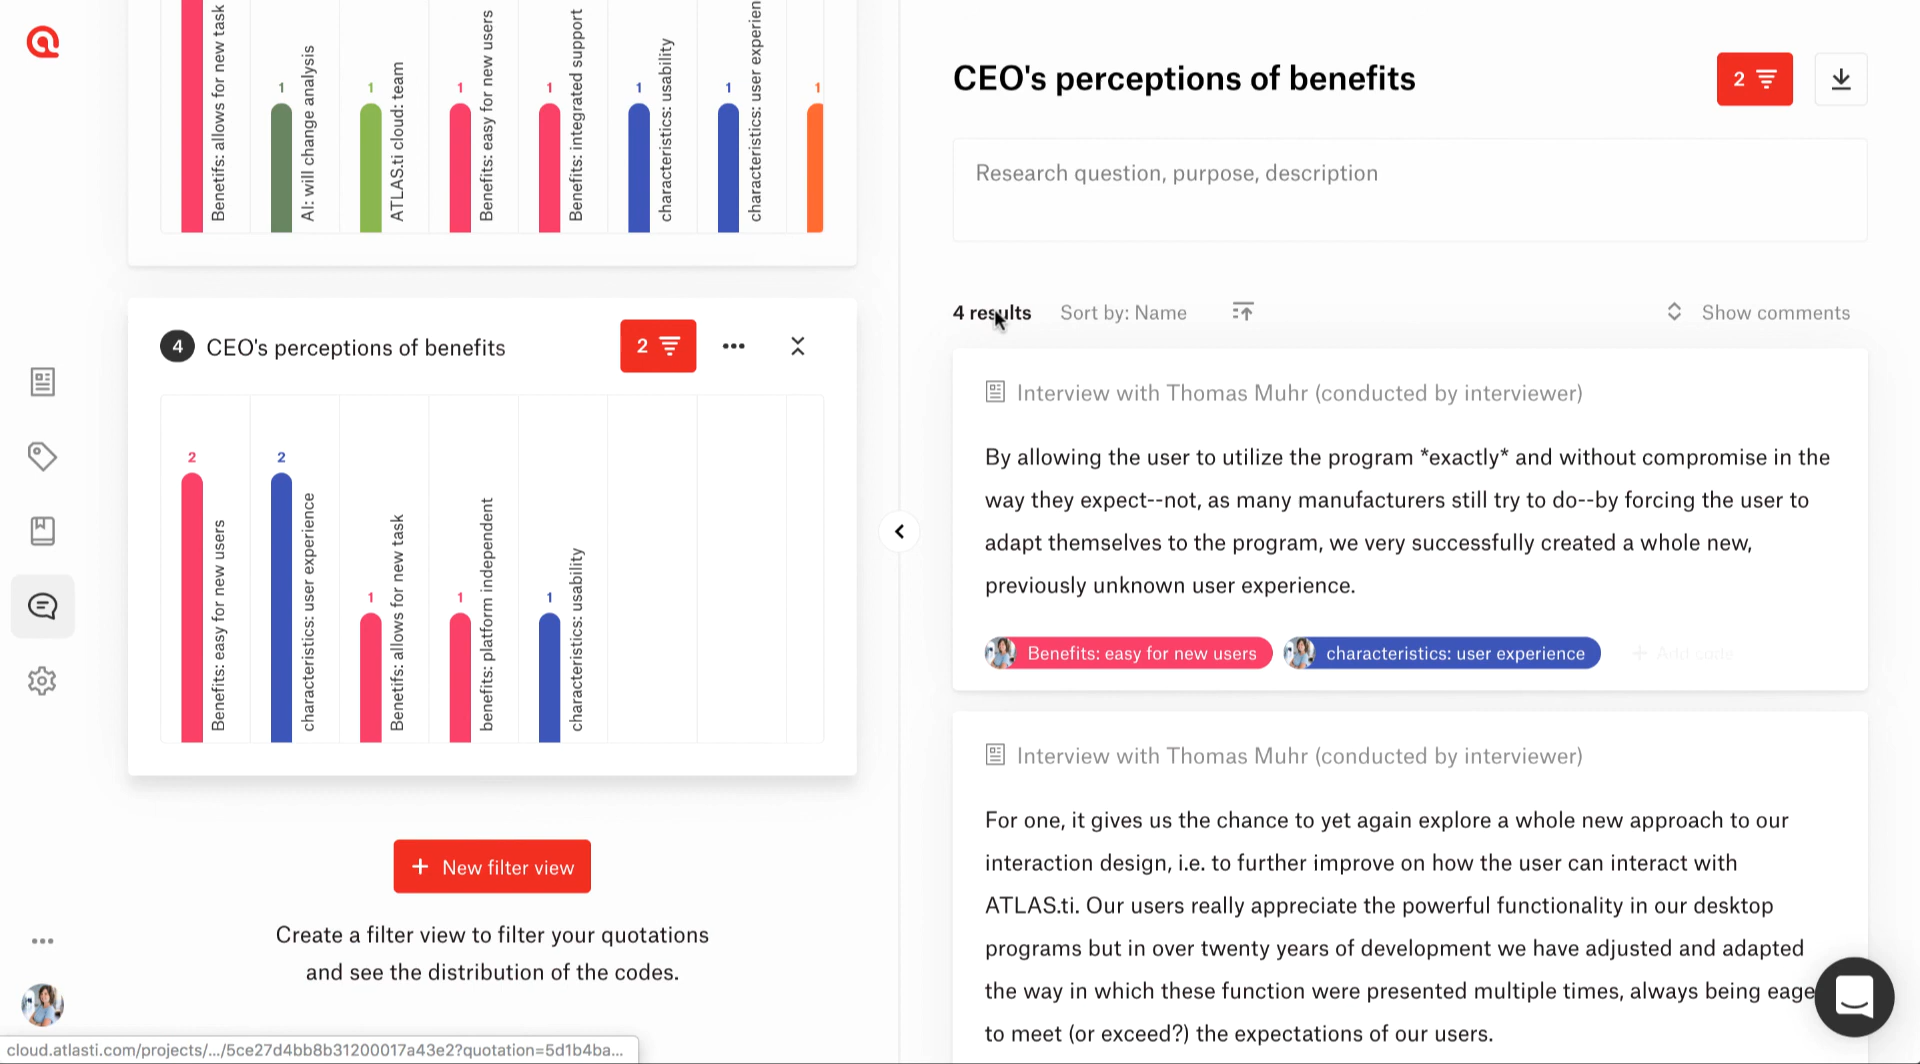 Benetifs: allows for new task
1
AI: will change analysis
1
ATLAS.ti cloud: team
1
Benefits: easy for new users
1
Benefits: integrated support
1
characteristics: usability
1
characteristics: user experien
1
4 CEO's perceptions of benefits
2
2
Benefits: easy for new users
2
characteristics: user experience
1
Benetifs: allows for new task
1
benefits: platform independent
1
characteristics: usability
+ New filter view
Create a filter view to filter your quotations
and see the distribution of the codes.
cloud.atlasti.com/projects/.../5ce27d4bb8b31200017a43e2?quotation=5d1b4ba...
CEO's perceptions of benefits
2
Research question, purpose, description
4 results Sort by: Name Show comments
Interview with Thomas Muhr (conducted by interviewer)
By allowing the user to utilize the program *exactly* and without compromise in the
way they expect--not, as many manufacturers still try to do--by forcing the user to
adapt themselves to the program, we very successfully created a whole new,
previously unknown user experience.
Benefits: easy for new users characteristics: user experience + Add code
Interview with Thomas Muhr (conducted by interviewer)
For one, it gives us the chance to yet again explore a whole new approach to our
interaction design, i.e. to further improve on how the user can interact with
ATLAS.ti. Our users really appreciate the powerful functionality in our desktop
programs but in over twenty years of development we have adjusted and adapted
the way in which these function were presented multiple times, always being eage
to meet (or exceed?) the expectations of our users.